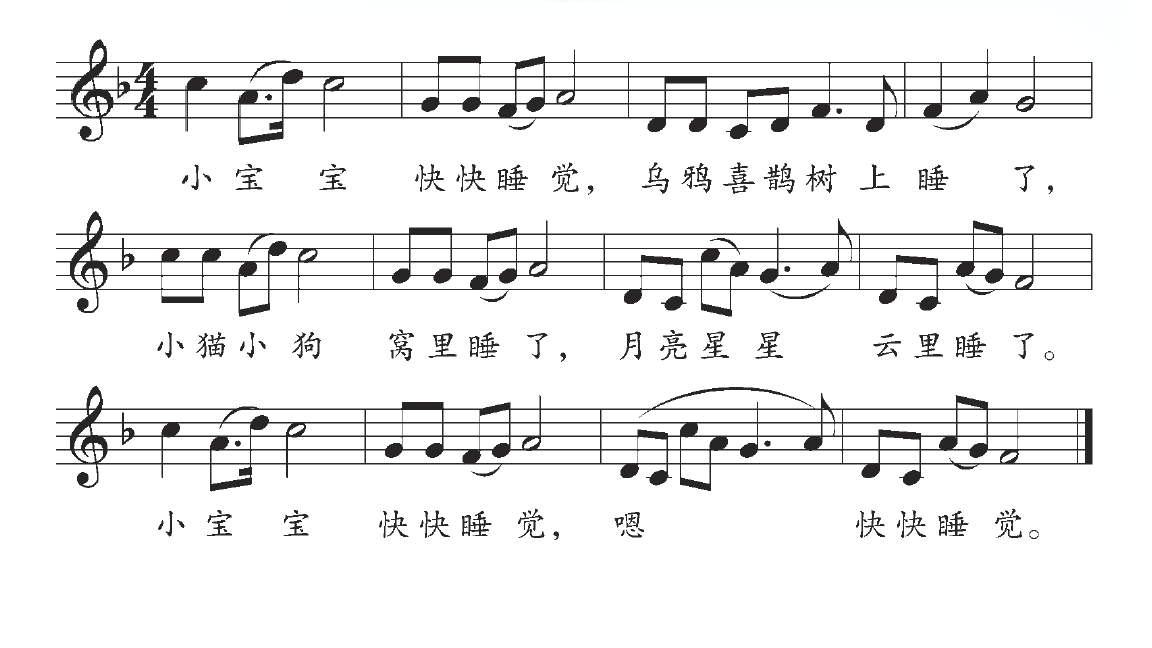 4
4
小宝 宝 快快睡觉，乌鸦喜鹊树上睡 了，
小猫小狗 窝里睡了，月亮星星 云里睡了。
小宝 宝 快快睡觉，嗯 快快睡觉。